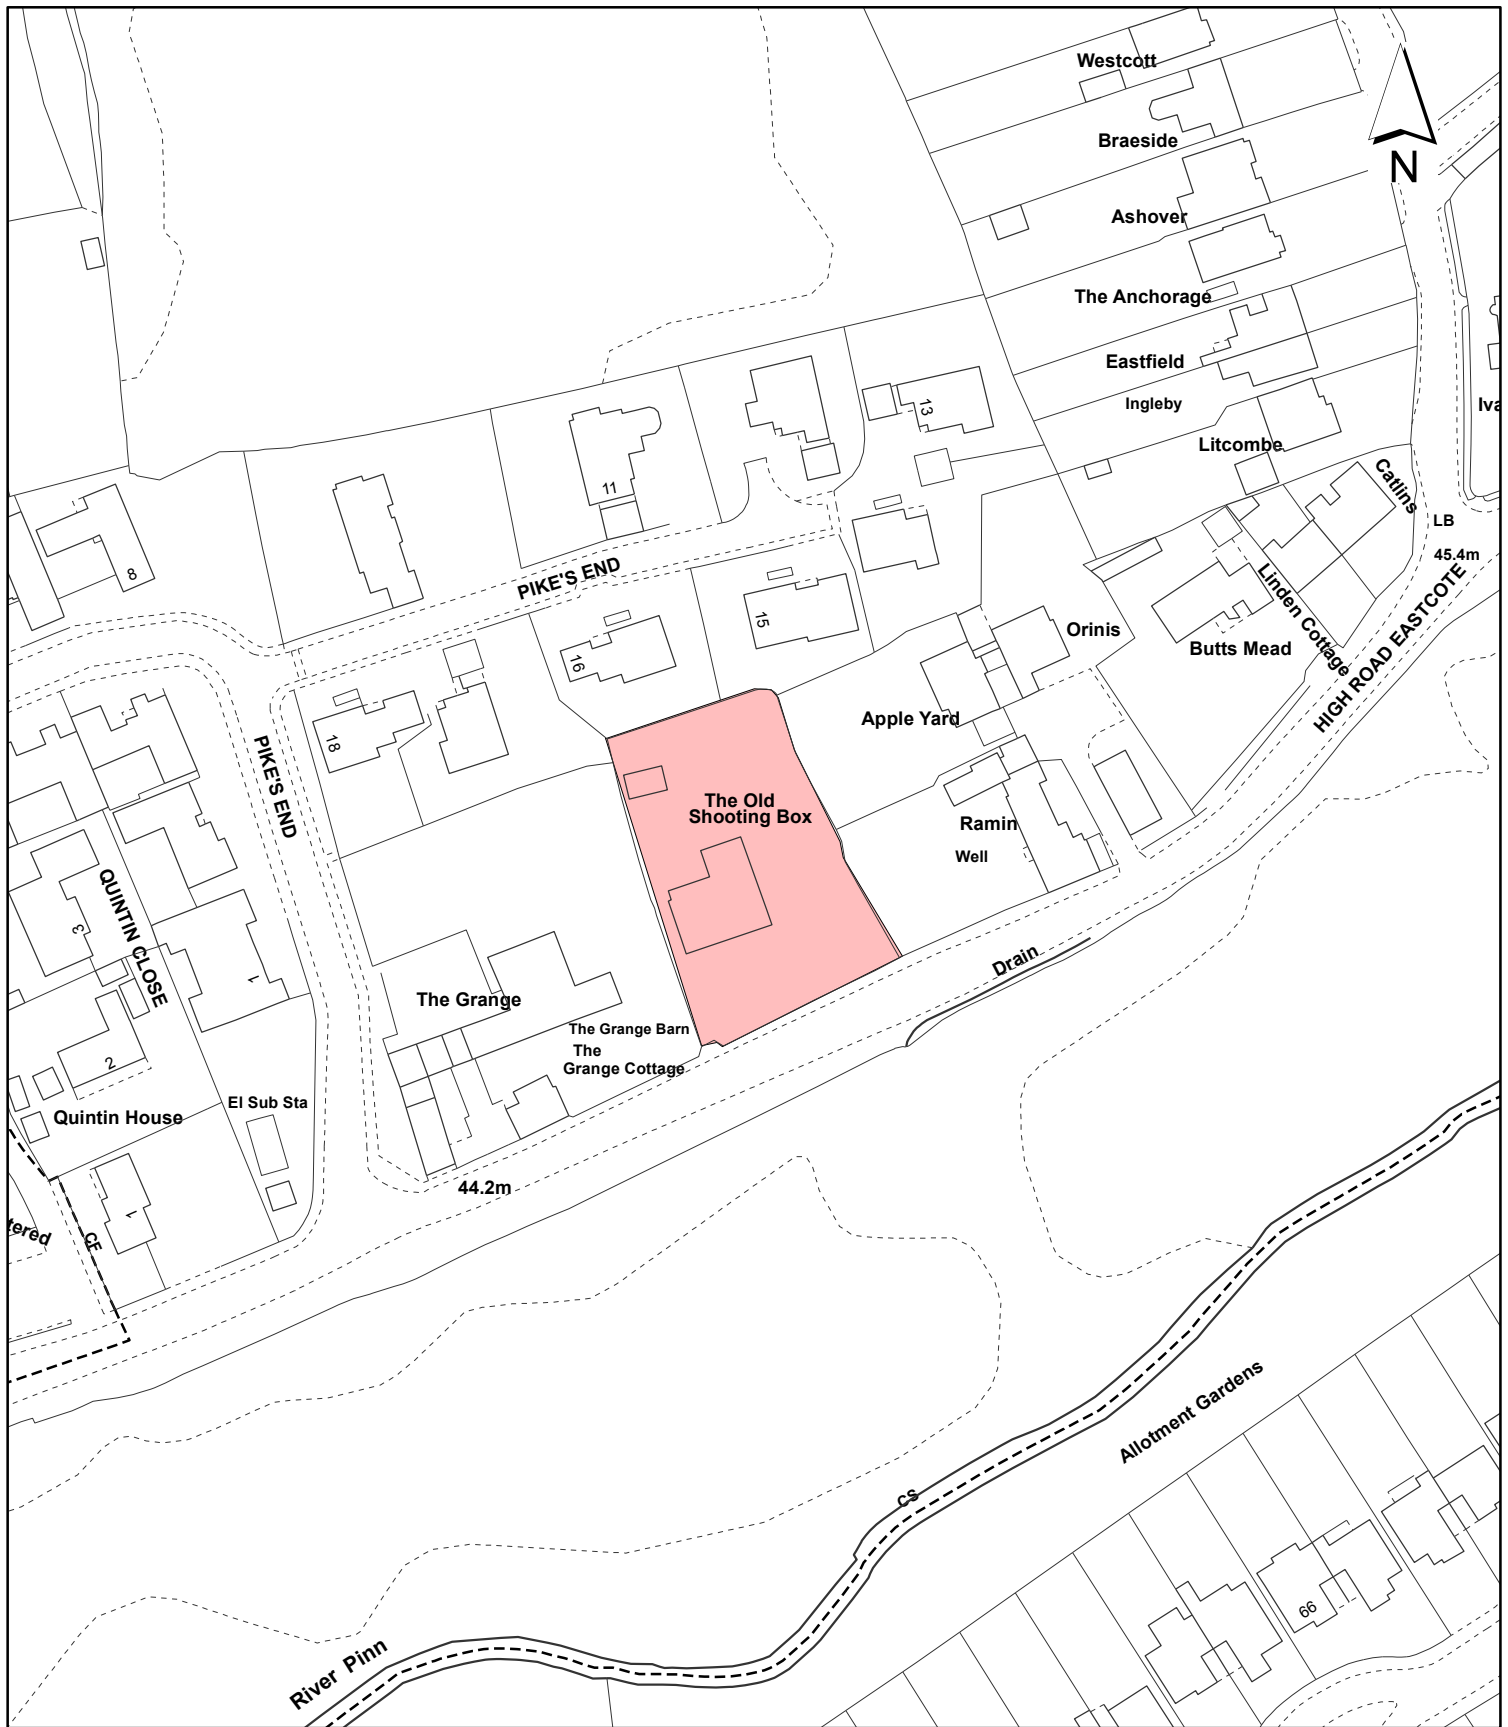 Westcott
Braeside
N
Ashover
The Anchorage
Eastfield
Ingleby
Iva
Litcombe
13
Catlins
11
LB
45.4m
PIKE'S END
8
Linden Cottage
HIGH ROAD EASTCOTE
15
Orinis
Butts Mead
16
Apple Yard
18
PIKE'S END
The Old
Shooting Box
Ramin
Well
QUINTIN CLOSE
3
Drain
1
The Grange
The Grange Barn
The
Grange Cottage
2
El Sub Sta
Quintin House
44.2m
1
tered
CF
Allotment Gardens
CS
66
River Pinn